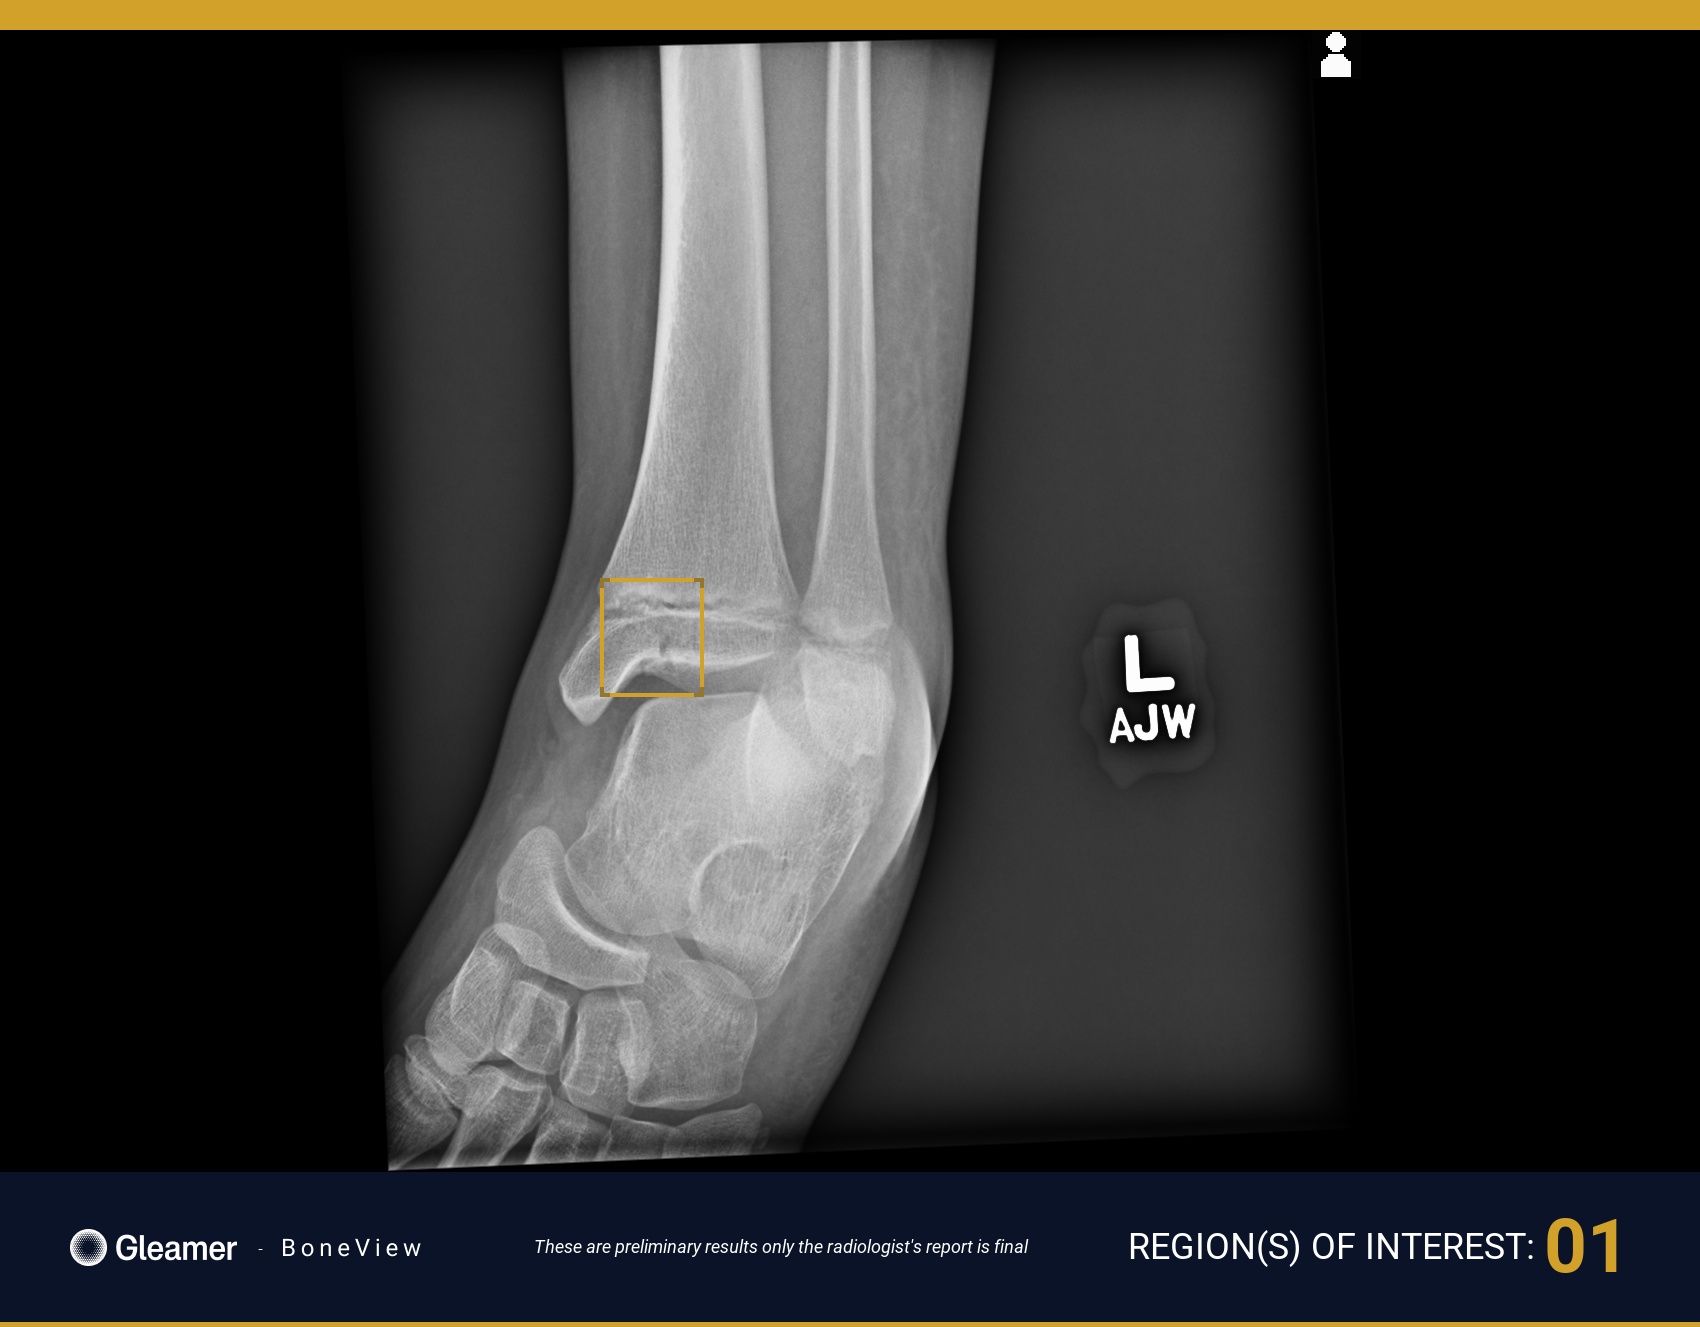 L
AJW
Gleamer - BoneView
These are preliminary results only the radiologist's report is final
REGION(S) OF INTEREST: 01